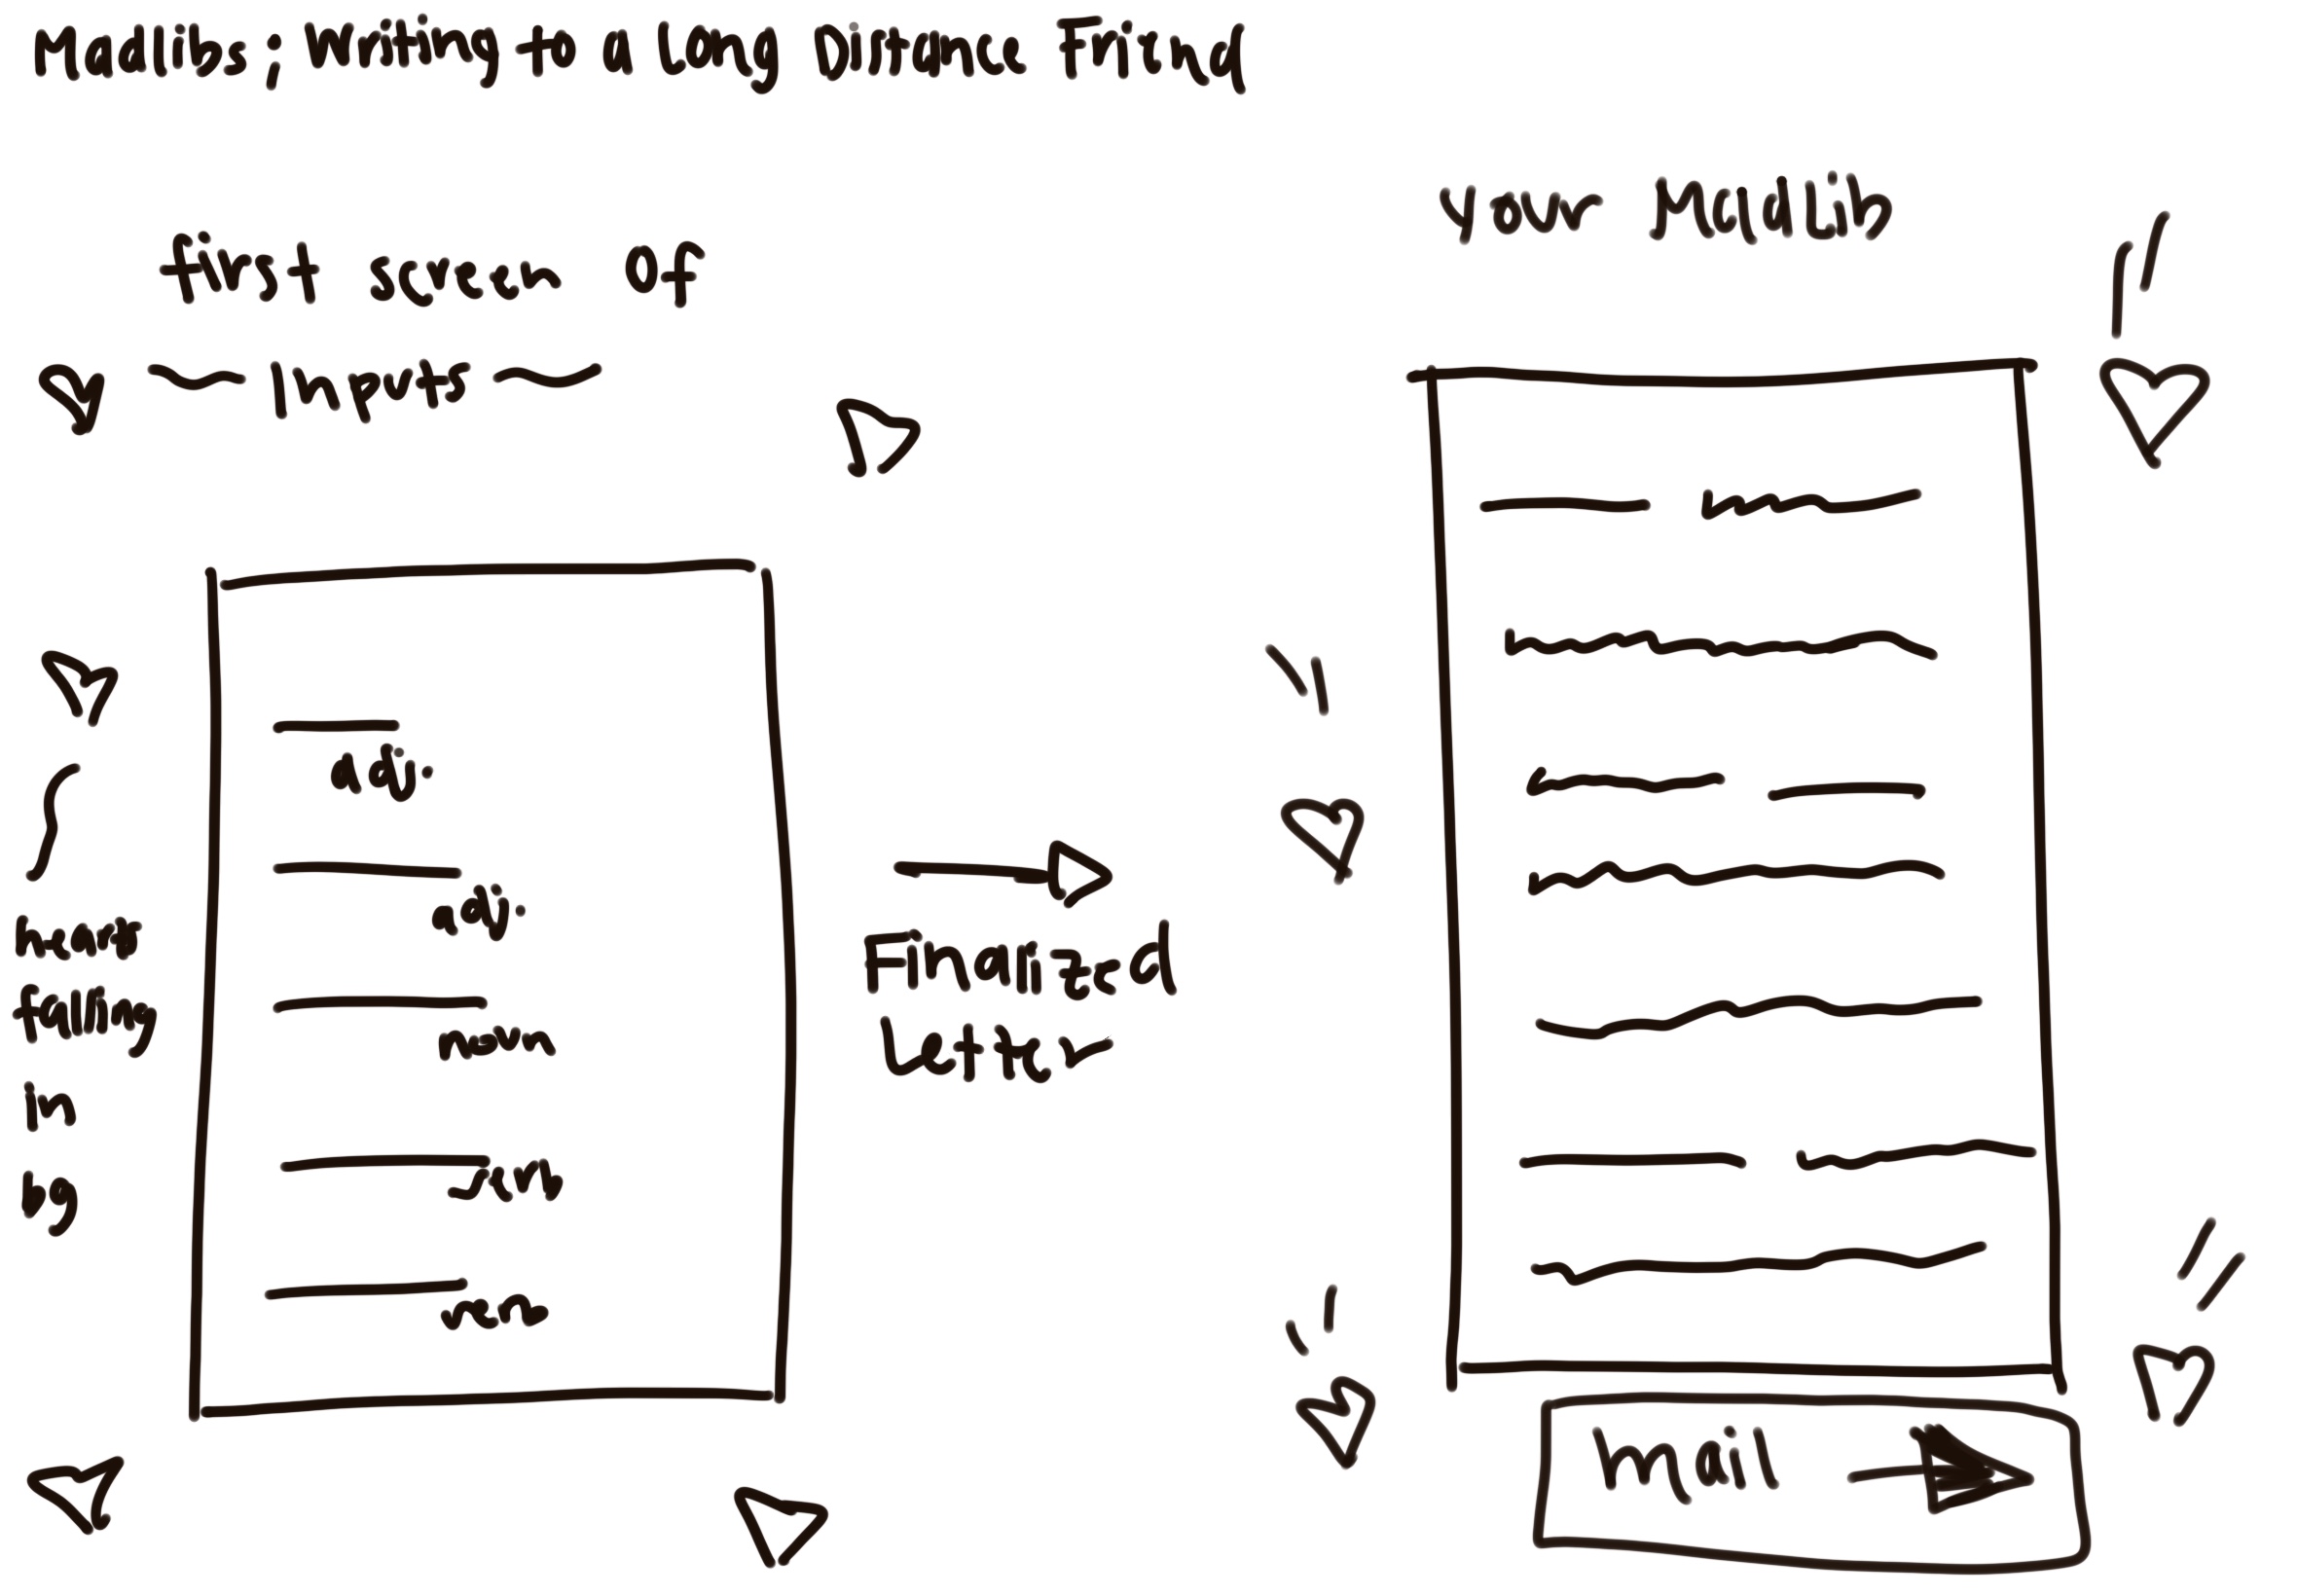 Madlibs; Writing to a Long Distance Friend
first screen of
Inputs
adj.
adj.
noun
verb
verb
hearts
falling
in
bg
Finalized
Letter
your MadLib
mail